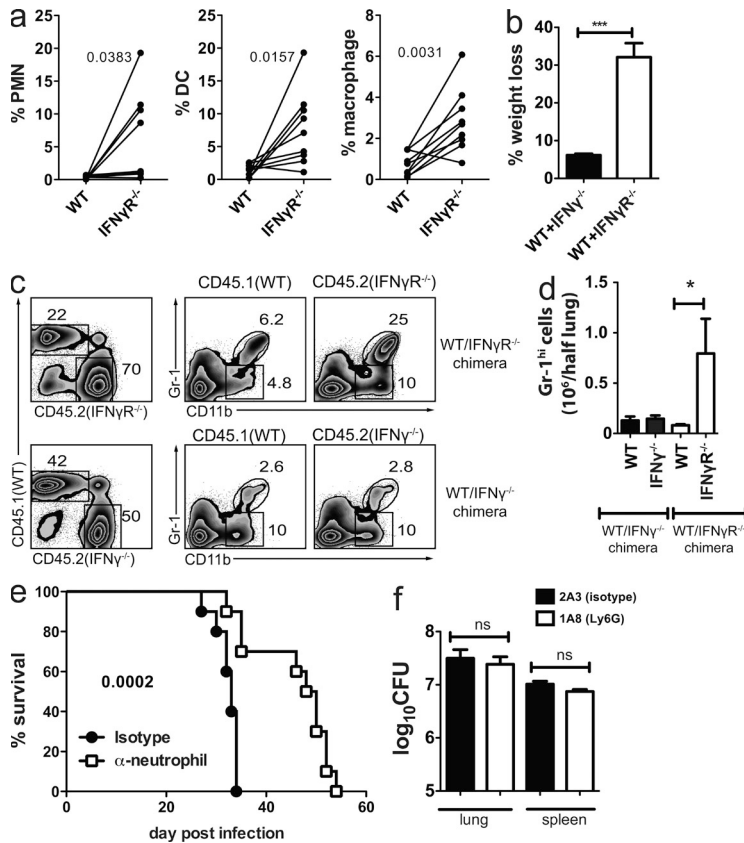 a
% PMN
20
15
10
5
0
0.0383
WT
IFNγR-/-
% DC
20
15
10
5
0
0.0157
WT
IFNγR-/-
% macrophage
8
6
4
2
0
0.0031
WT
IFNγR-/-
b
% weight loss
40
30
20
10
0
***
WT+IFNγ-/-
WT+IFNγR-/-
c
CD45.1(WT)
22
70
CD45.2(IFNγR-/-)
CD45.1(WT)
CD45.2(IFNγR-/-)
Gr-1
6.2
4.8
25
10
CD11b
WT/IFNγR-/-
chimera
42
50
CD45.2(IFNγ-/-)
CD45.1(WT)
CD45.2(IFNγ-/-)
Gr-1
2.6
10
2.8
10
CD11b
WT/IFNγ-/-
chimera
d
Gr-1hi cells
(10⁶/half lung)
1.5
1.0
0.5
0.0
*
WT
IFNγ-/-
WT
IFNγR-/-
WT/IFNγ-/-
chimera
WT/IFNγR-/-
chimera
e
% survival
100
80
60
40
20
0
0.0002
Isotype
α-neutrophil
0
20
40
60
day post infection
f
2A3 (isotype)
1A8 (Ly6G)
log₁₀CFU
8
7
6
5
ns
ns
lung
spleen